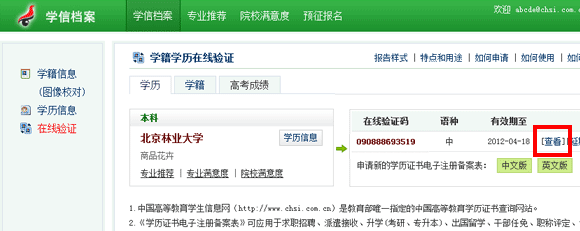 欢迎 abcde@chsi.com.c
学信档案 学信档案 专业推荐 院校满意度 预征报名
学籍学历在线验证 报告样式 | 特点和用途 | 如何申请 | 如何使用 | 如何
学籍信息
(图像校对)
学历信息
在线验证
学历 学籍 高考成绩
本科
北京林业大学 学历信息
商品花卉
专业推荐 | 专业满意度 | 院校满意度
在线验证码 语种 有效期至
090888693519 中 2012-04-18 [查看]
申请新的学历证书电子注册备案表： 中文版 英文版
1.中国高等教育学生信息网（http://www.chsi.com.cn）是教育部唯一指定的中国高等教育学历证书查询网站。
2.《学历证书电子注册备案表》可应用于求职招聘、派遣接收、升学(考研、专升本)、出国留学、干部任免、职称评定、